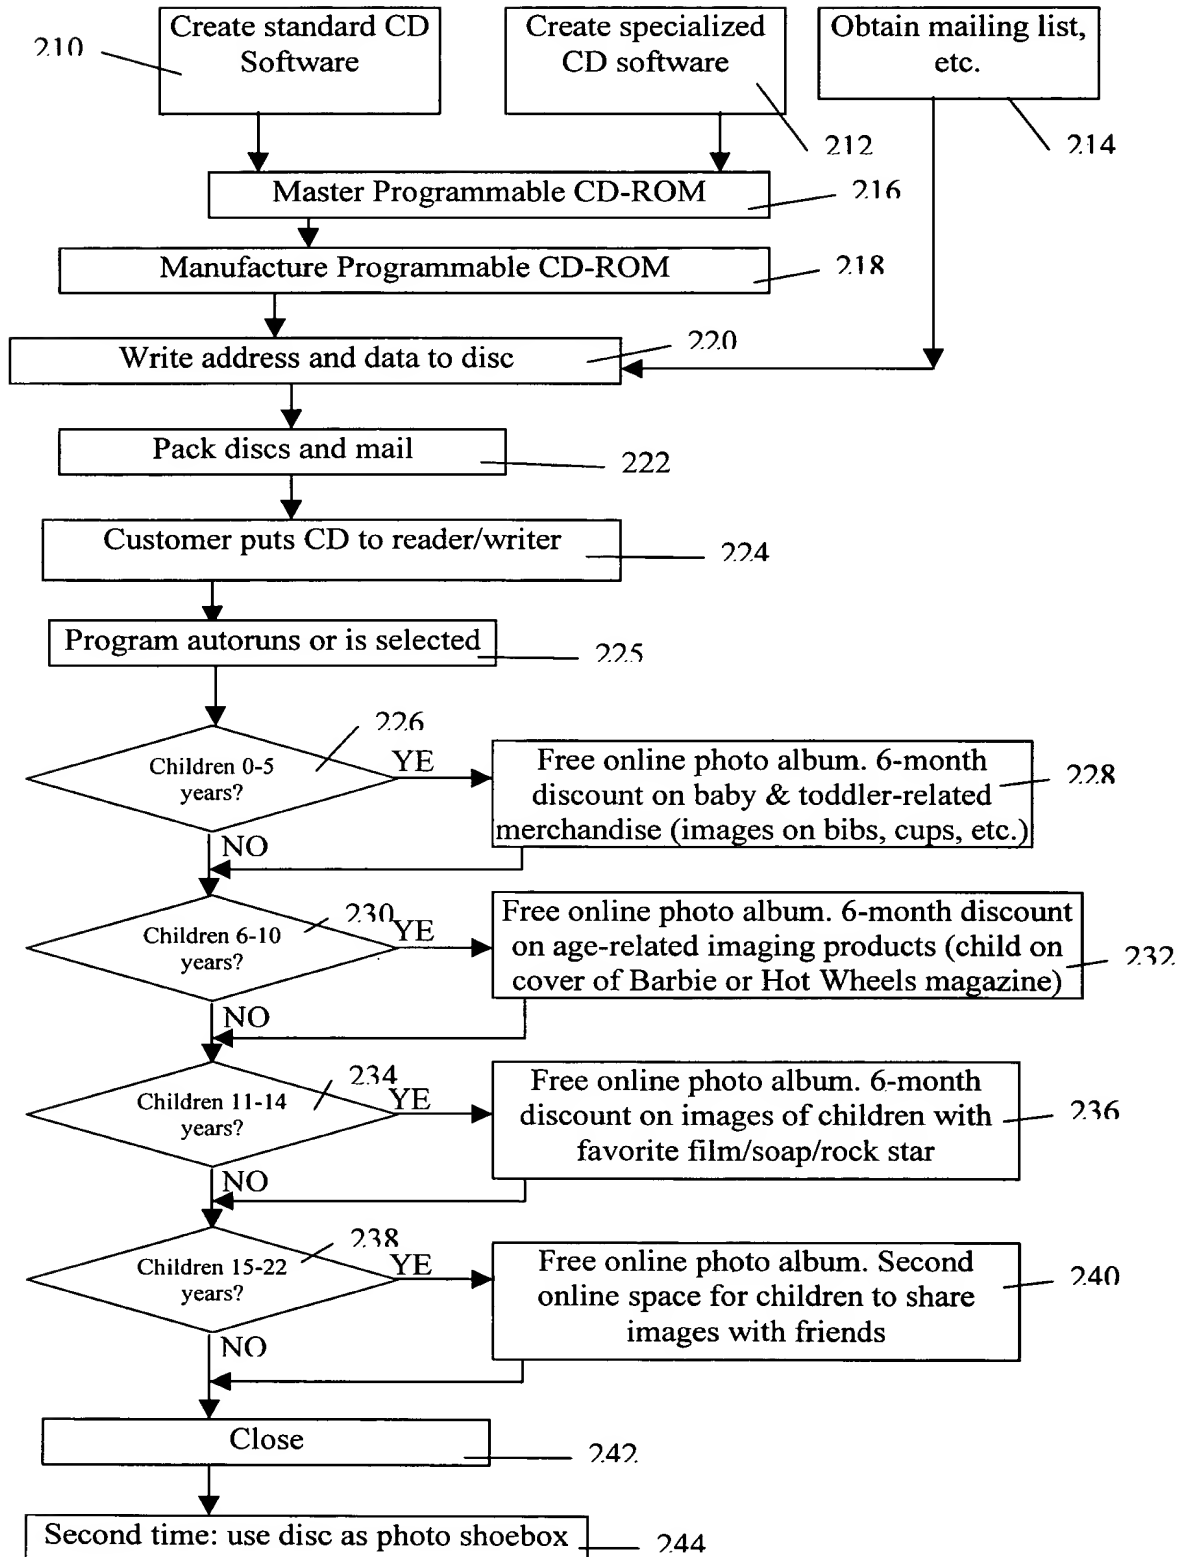 Create standard CD
Software
210
Create specialized
CD software
212
Obtain mailing list,
etc.
214
Master Programmable CD-ROM
216
Manufacture Programmable CD-ROM
218
Write address and data to disc
220
Pack discs and mail
222
Customer puts CD to reader/writer
224
Program autoruns or is selected
225
Children 0-5
years?
226
YE
NO
Free online photo album. 6-month
discount on baby & toddler-related
merchandise (images on bibs, cups, etc.)
228
Children 6-10
years?
230
YE
NO
Free online photo album. 6-month discount
on age-related imaging products (child on
cover of Barbie or Hot Wheels magazine)
232
Children 11-14
years?
234
YE
NO
Free online photo album. 6-month
discount on images of children with
favorite film/soap/rock star
236
Children 15-22
years?
238
YE
NO
Free online photo album. Second
online space for children to share
images with friends
240
Close
242
Second time: use disc as photo shoebox
244